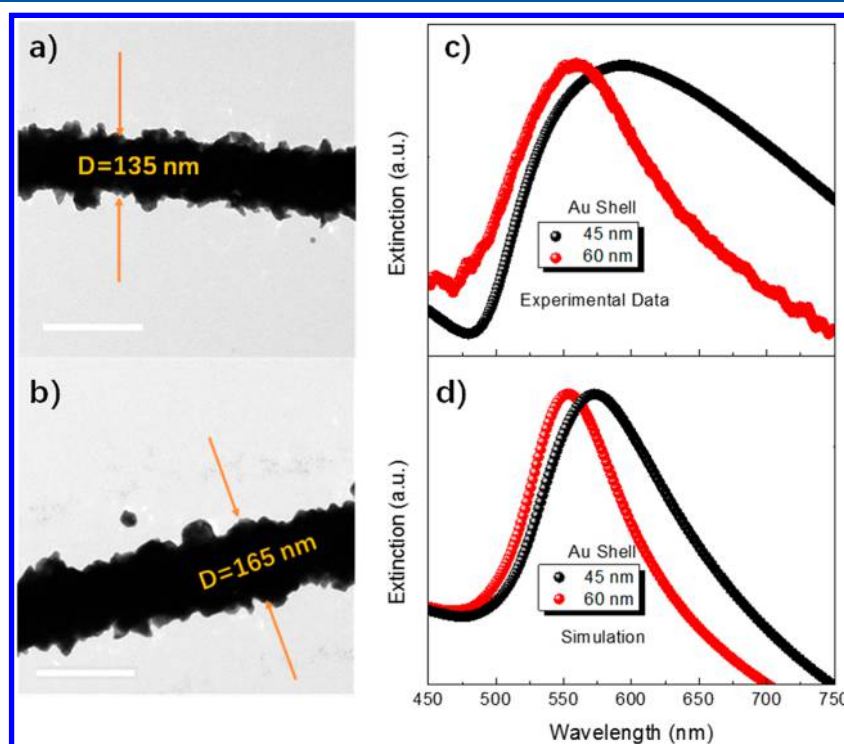 a)
D=135 nm
b)
D=165 nm
c)
Extinction (a.u.)
Au Shell
45 nm
60 nm
Experimental Data
d)
Extinction (a.u.)
Au Shell
45 nm
60 nm
Simulation
450 500 550 600 650 700 750
Wavelength (nm)